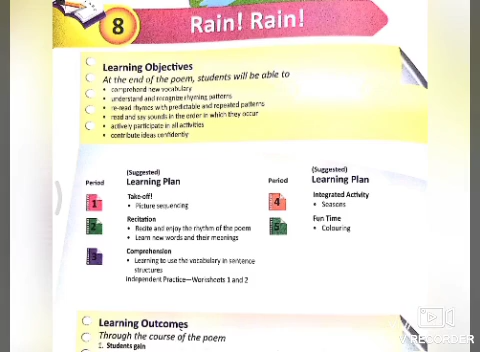 8
Rain! Rain!
Learning Objectives
At the end of the poem, students will be able to
• comprehend new vocabulary
• understand and recognize rhyming patterns
• re-read rhymes with predictable and repeated patterns
• read and say sounds in the order in which they occur
• actively participate in all activities
• contribute ideas confidently
Period
(Suggested)
Learning Plan
1
Take-off!
• Picture sequending
2
Recitation
• Recite and enjoy the rhythm of the poem
• Learn new words and their meanings
3
Comprehension
• Learning to use the vocabulary in sentence
structures
Independent Practice—Worksheets 1 and 2
Period
(Suggested)
Learning Plan
4
Integrated Activity
• Seasons
5
Fun Time
• Colouring
Learning Outcomes
Through the course of the poem
1. Students gain
V RECORDER